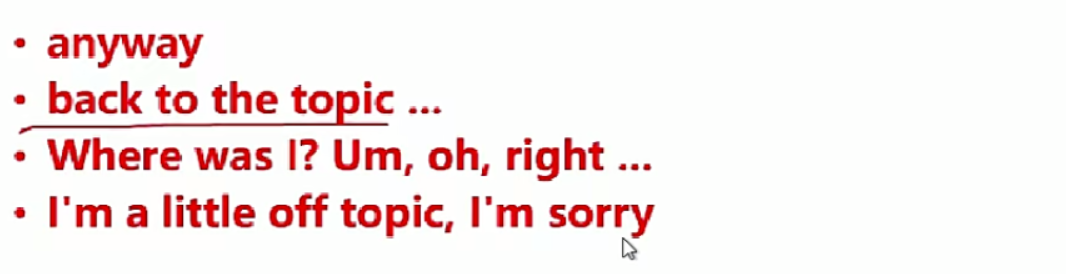 • anyway
• back to the topic ...
• Where was I? Um, oh, right ...
• I'm a little off topic, I'm sorry